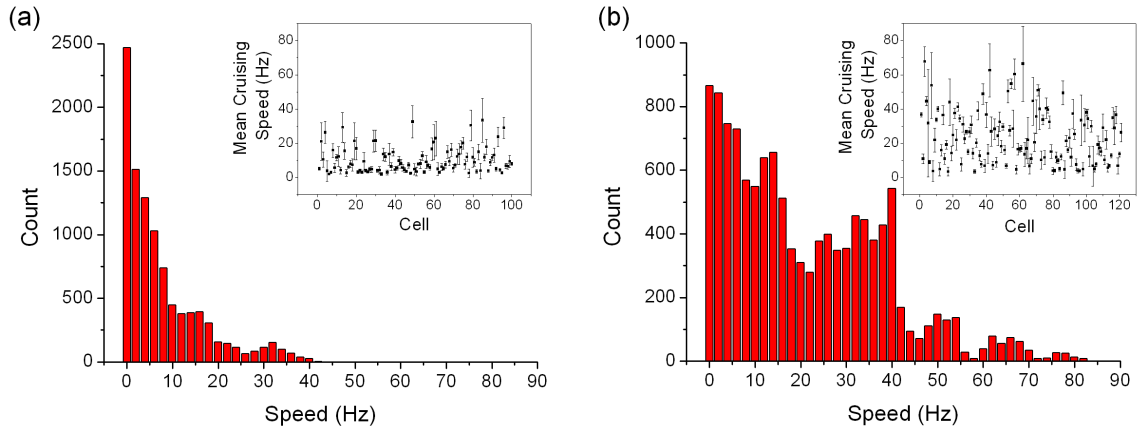 (a)
2500
2000
1500
1000
500
0
Count
0 10 20 30 40 50 60 70 80 90
Speed (Hz)
Mean Cruising
Speed (Hz)
80
60
40
20
0
0 20 40 60 80 100
Cell
(b)
1000
800
600
400
200
0
Count
0 10 20 30 40 50 60 70 80 90
Speed (Hz)
Mean Cruising
Speed (Hz)
80
60
40
20
0
0 20 40 60 80 100 120
Cell